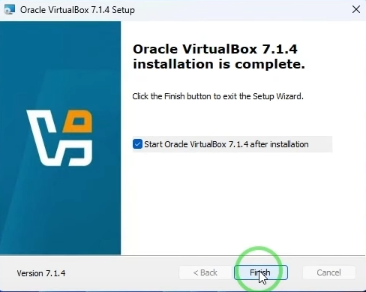 Oracle VirtualBox 7.1.4 Setup
Oracle VirtualBox 7.1.4
installation is complete.
Click the Finish button to exit the Setup Wizard.
Start Oracle VirtualBox 7.1.4 after installation
Version 7.1.4
< Back
Finish
Cancel